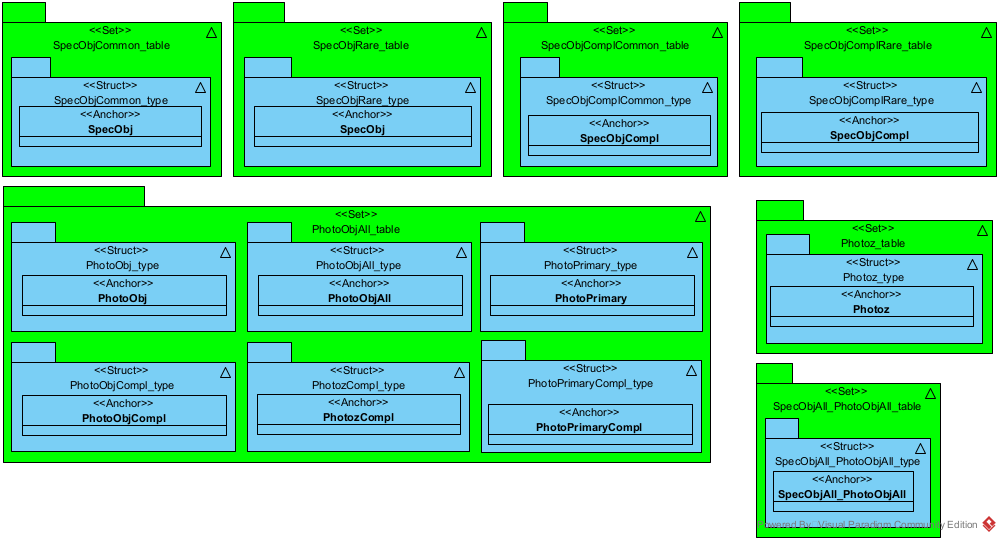 <<Set>>
SpecObjCommon_table
<<Struct>>
SpecObjCommon_type
<<Anchor>>
SpecObj
<<Set>>
SpecObjRare_table
<<Struct>>
SpecObjRare_type
<<Anchor>>
SpecObj
<<Set>>
SpecObjComplCommon_table
<<Struct>>
SpecObjComplCommon_type
<<Anchor>>
SpecObjCompl
<<Set>>
SpecObjComplRare_table
<<Struct>>
SpecObjComplRare_type
<<Anchor>>
SpecObjCompl
<<Set>>
PhotoObjAll_table
<<Struct>>
PhotoObj_type
<<Anchor>>
PhotoObj
<<Struct>>
PhotoObjAll_type
<<Anchor>>
PhotoObjAll
<<Struct>>
PhotoPrimary_type
<<Anchor>>
PhotoPrimary
<<Struct>>
PhotoObjCompl_type
<<Anchor>>
PhotoObjCompl
<<Struct>>
PhotozCompl_type
<<Anchor>>
PhotozCompl
<<Struct>>
PhotoPrimaryCompl_type
<<Anchor>>
PhotoPrimaryCompl
<<Set>>
Photoz_table
<<Struct>>
Photoz_type
<<Anchor>>
Photoz
<<Set>>
SpecObjAll_PhotoObjAll_table
<<Struct>>
SpecObjAll_PhotoObjAll_type
<<Anchor>>
SpecObjAll_PhotoObjAll
Powered By Visual Paradigm Community Edition